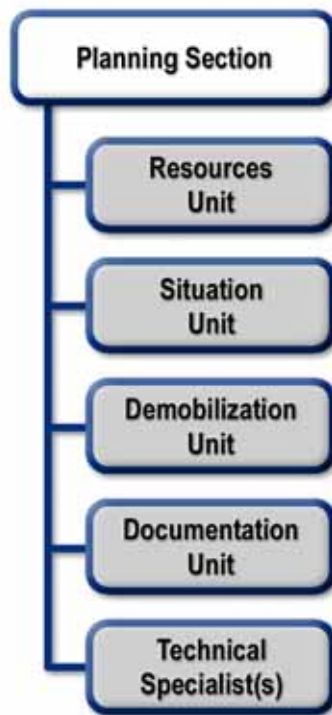 Planning Section
Resources
Unit
Situation
Unit
Demobilization
Unit
Documentation
Unit
Technical
Specialist(s)